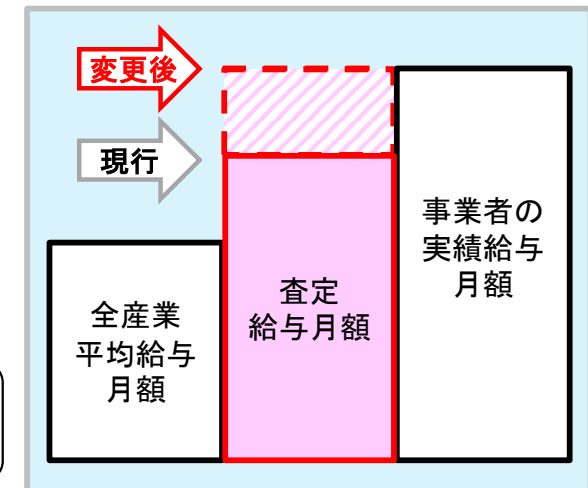 変更後
現行
全産業
平均給与
月額
査定
給与月額
事業者の
実績給与
月額